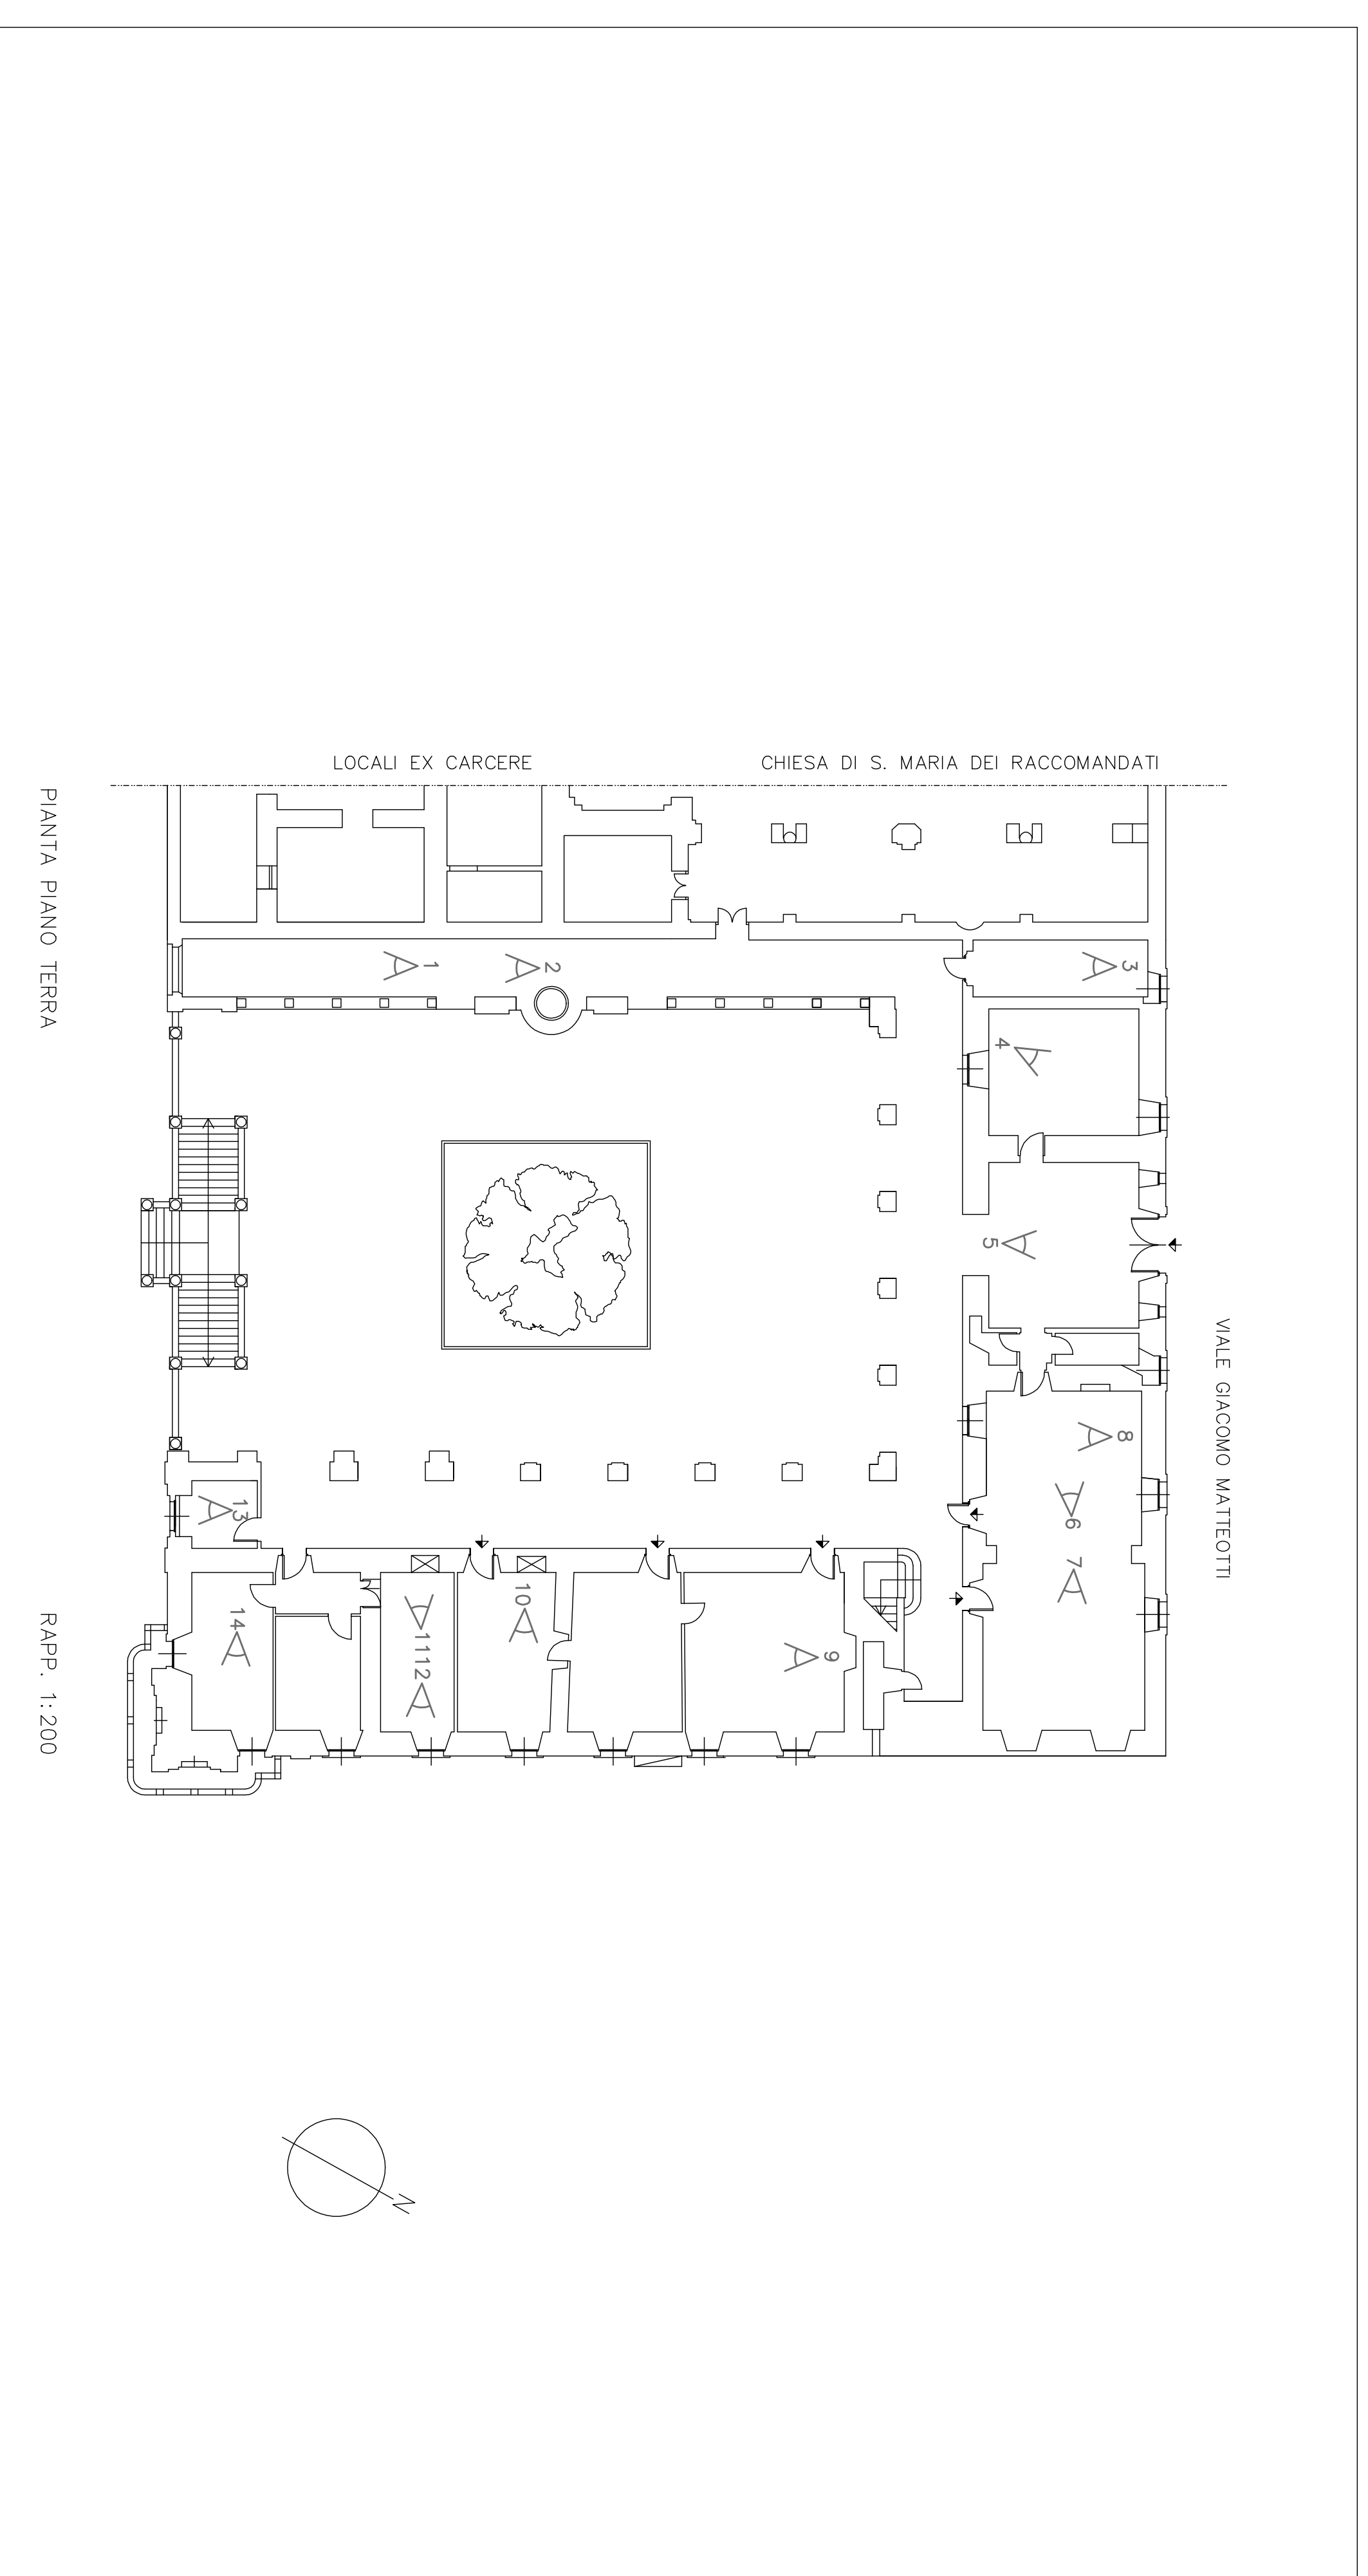 LOCALI EX CARCERE
CHIESA DI S. MARIA DEI RACCOMANDATI
PIANTA PIANO TERRA
RAPP. 1:200
VIALE GIACOMO MATTEOTTI
1
2
3
4
5
6
7
8
9
10
11
12
13
14
N